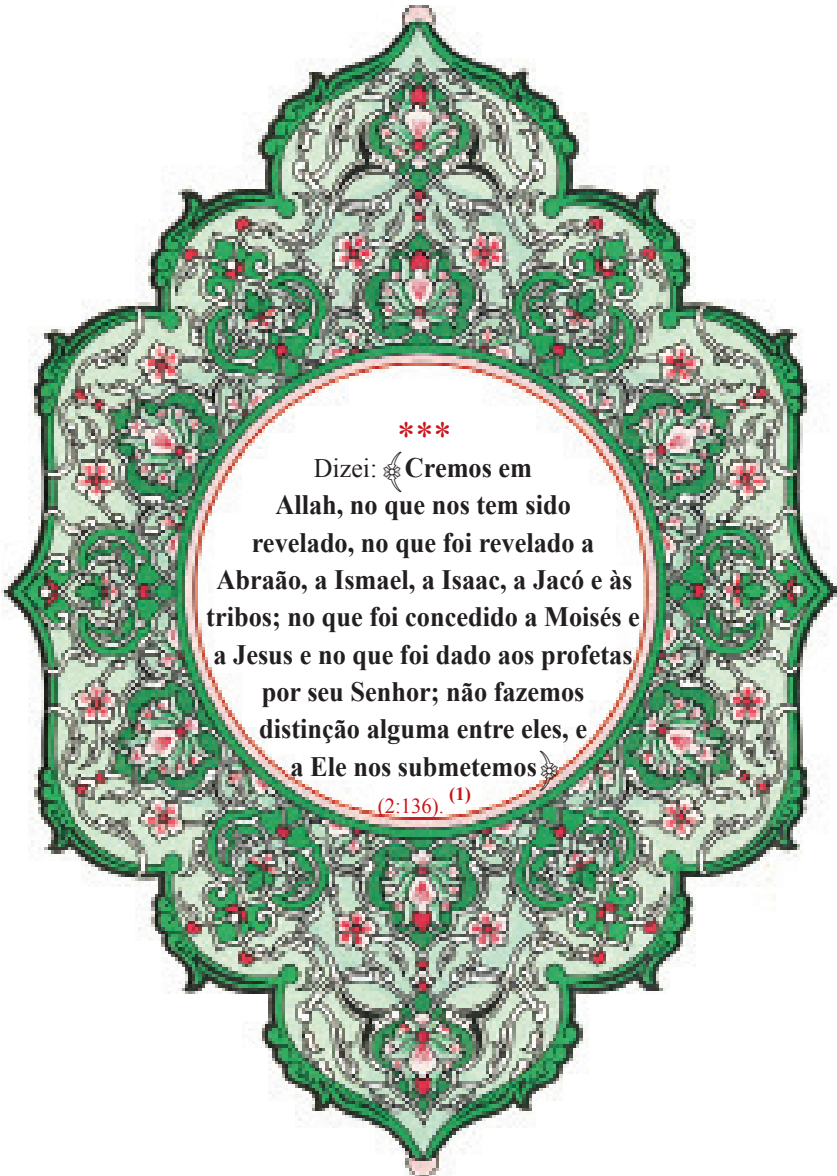 ***
Dizei: ﴾Cremos em
Allah, no que nos tem sido
revelado, no que foi revelado a
Abraão, a Ismael, a Isaac, a Jacó e às
tribos; no que foi concedido a Moisés e
a Jesus e no que foi dado aos profetas
por seu Senhor; não fazemos
distinção alguma entre eles, e
a Ele nos submetemos﴿
(2:136). (1)